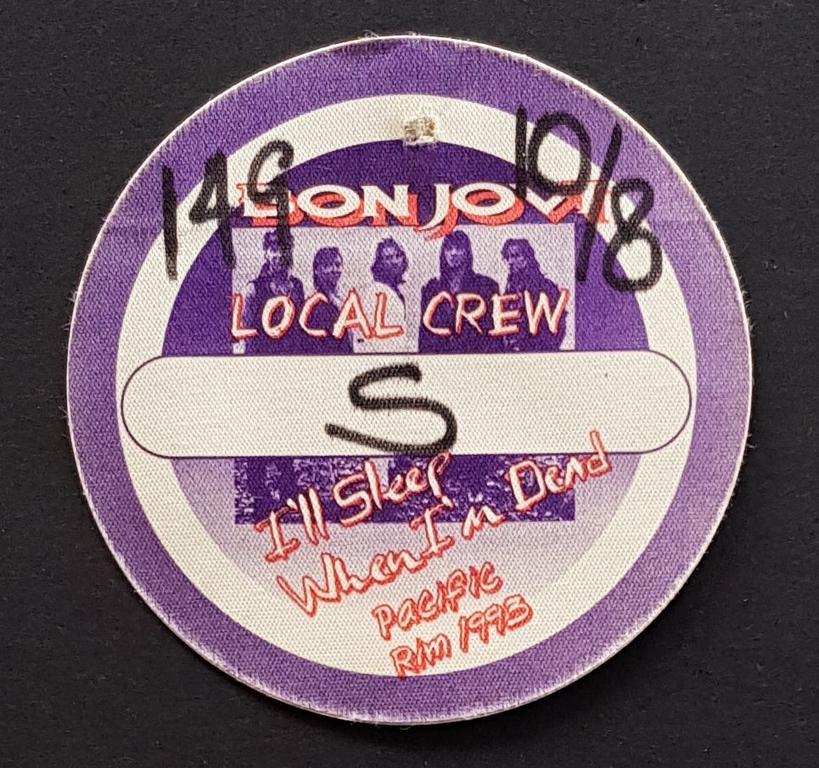 149
10/8
BON JOVI
LOCAL CREW
S
I'll Sleep
When I'm Dead
PACIFIC
RIM 1993